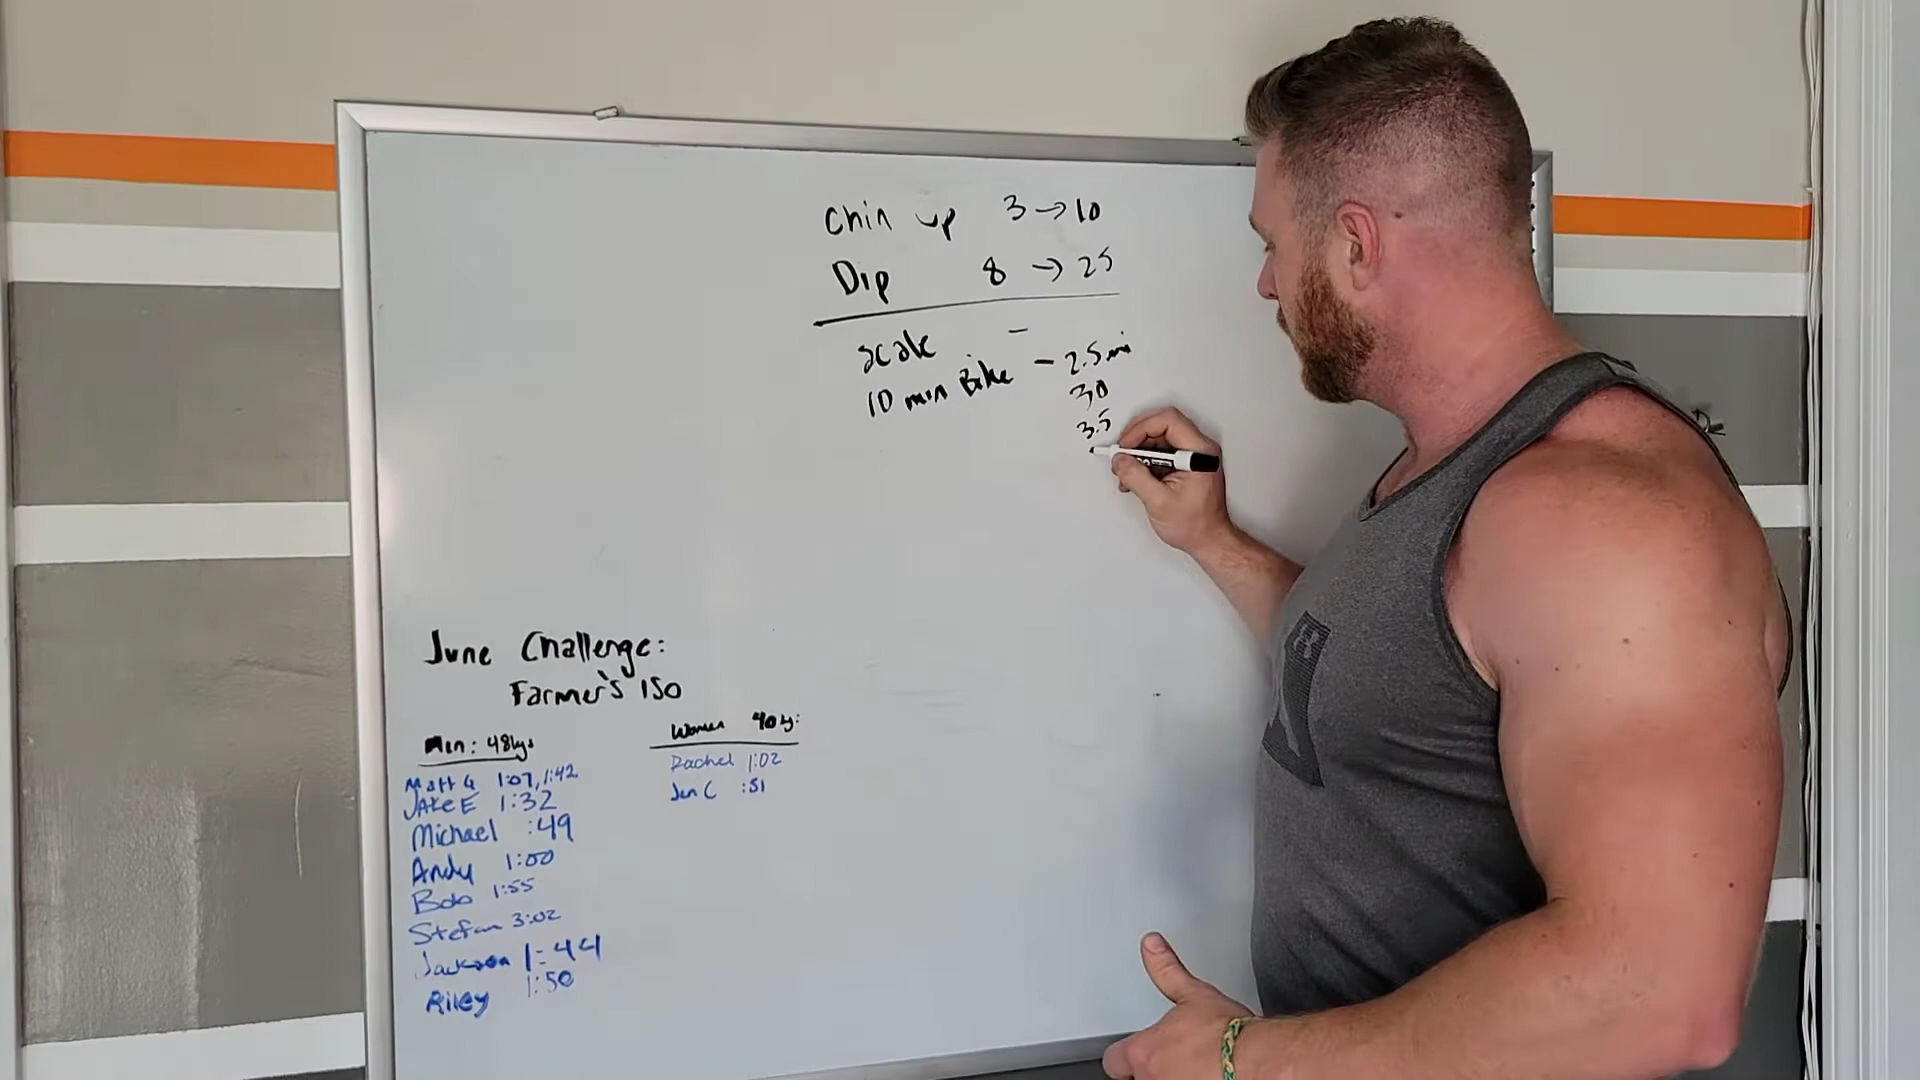 Chin up 3 → 10
Dip 8 → 25
scale –
10 min Bike – 2.5 mi
30
3.5
June Challenge:
Farmer's ISO
Men: 48kgs
Matt G 1:07, 1:42
JAKE E 1:32
Michael :49
Andy 1:00
Bob 1:55
Stefan 3:02
Jackson 1:44
Riley 1:50
Women 40kg:
Rachel 1:02
Jen C :51